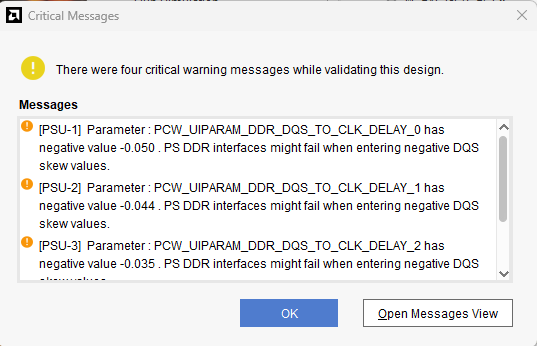 Critical Messages
There were four critical warning messages while validating this design.
Messages
[PSU-1]  Parameter : PCW_UIPARAM_DDR_DQS_TO_CLK_DELAY_0 has
negative value -0.050 . PS DDR interfaces might fail when entering negative DQS
skew values.
[PSU-2]  Parameter : PCW_UIPARAM_DDR_DQS_TO_CLK_DELAY_1 has
negative value -0.044 . PS DDR interfaces might fail when entering negative DQS
skew values.
[PSU-3]  Parameter : PCW_UIPARAM_DDR_DQS_TO_CLK_DELAY_2 has
negative value -0.035 . PS DDR interfaces might fail when entering negative DQS
skew values.
OK
Open Messages View